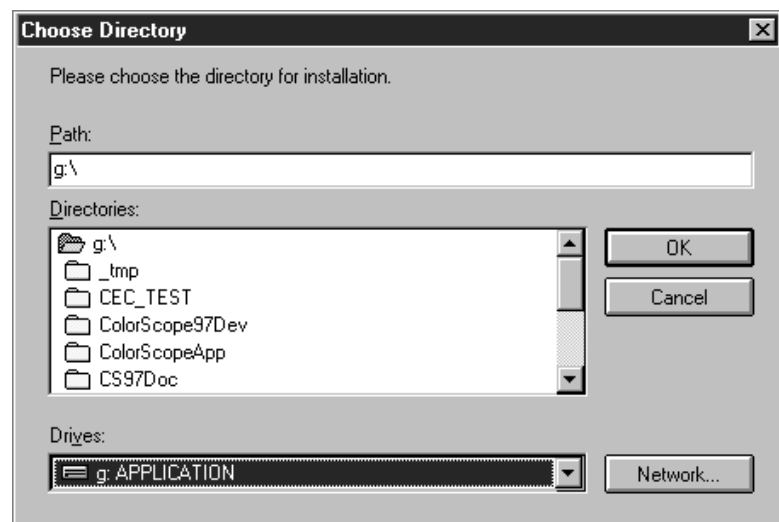 Choose Directory
Please choose the directory for installation.
Path:
g:\
Directories:
g:\
_tmp
CEC_TEST
ColorScope97Dev
ColorScopeApp
CS97Doc
OK
Cancel
Drives:
g: APPLICATION
Network...